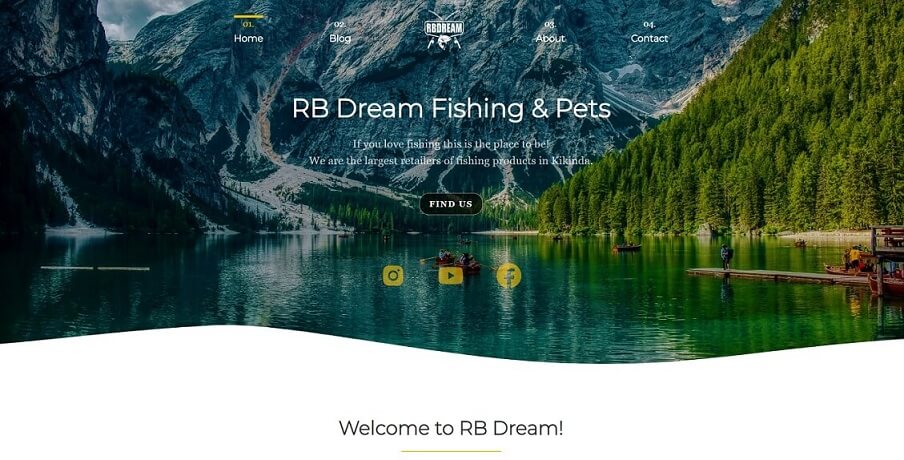 01.
Home
02.
Blog
RBDREAM
03.
About
04.
Contact
RB Dream Fishing & Pets
If you love fishing this is the place to be!
We are the largest retailers of fishing products in Kikinda.
FIND US
Welcome to RB Dream!